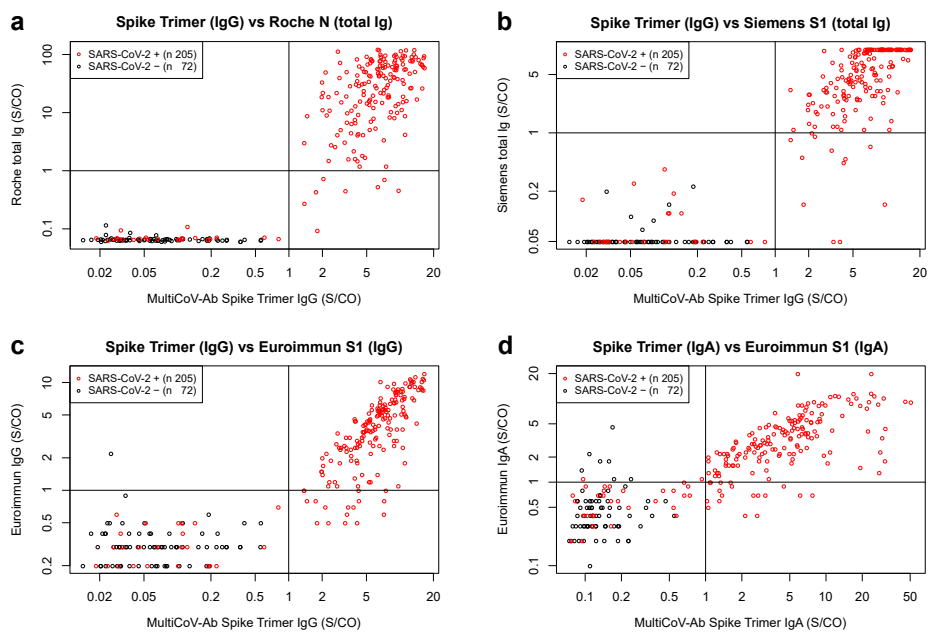 a
Spike Trimer (IgG) vs Roche N (total Ig)
SARS-CoV-2 + (n 205)
SARS-CoV-2 − (n 72)
Roche total Ig (S/CO)
100
10
1
0.1
0.02 0.05 0.2 0.5 1 2 5 20
MultiCoV-Ab Spike Trimer IgG (S/CO)
b
Spike Trimer (IgG) vs Siemens S1 (total Ig)
SARS-CoV-2 + (n 205)
SARS-CoV-2 − (n 72)
Siemens total Ig (S/CO)
5
1
0.2
0.05
0.02 0.05 0.2 0.5 1 2 5 20
MultiCoV-Ab Spike Trimer IgG (S/CO)
c
Spike Trimer (IgG) vs Euroimmun S1 (IgG)
SARS-CoV-2 + (n 205)
SARS-CoV-2 − (n 72)
Euroimmun IgG (S/CO)
10
5
2
1
0.5
0.2
0.02 0.05 0.2 0.5 1 2 5 20
MultiCoV-Ab Spike Trimer IgG (S/CO)
d
Spike Trimer (IgA) vs Euroimmun S1 (IgA)
SARS-CoV-2 + (n 205)
SARS-CoV-2 − (n 72)
Euroimmun IgA (S/CO)
20
5
2
1
0.5
0.1
0.1 0.2 0.5 1 2 5 10 20 50
MultiCoV-Ab Spike Trimer IgA (S/CO)